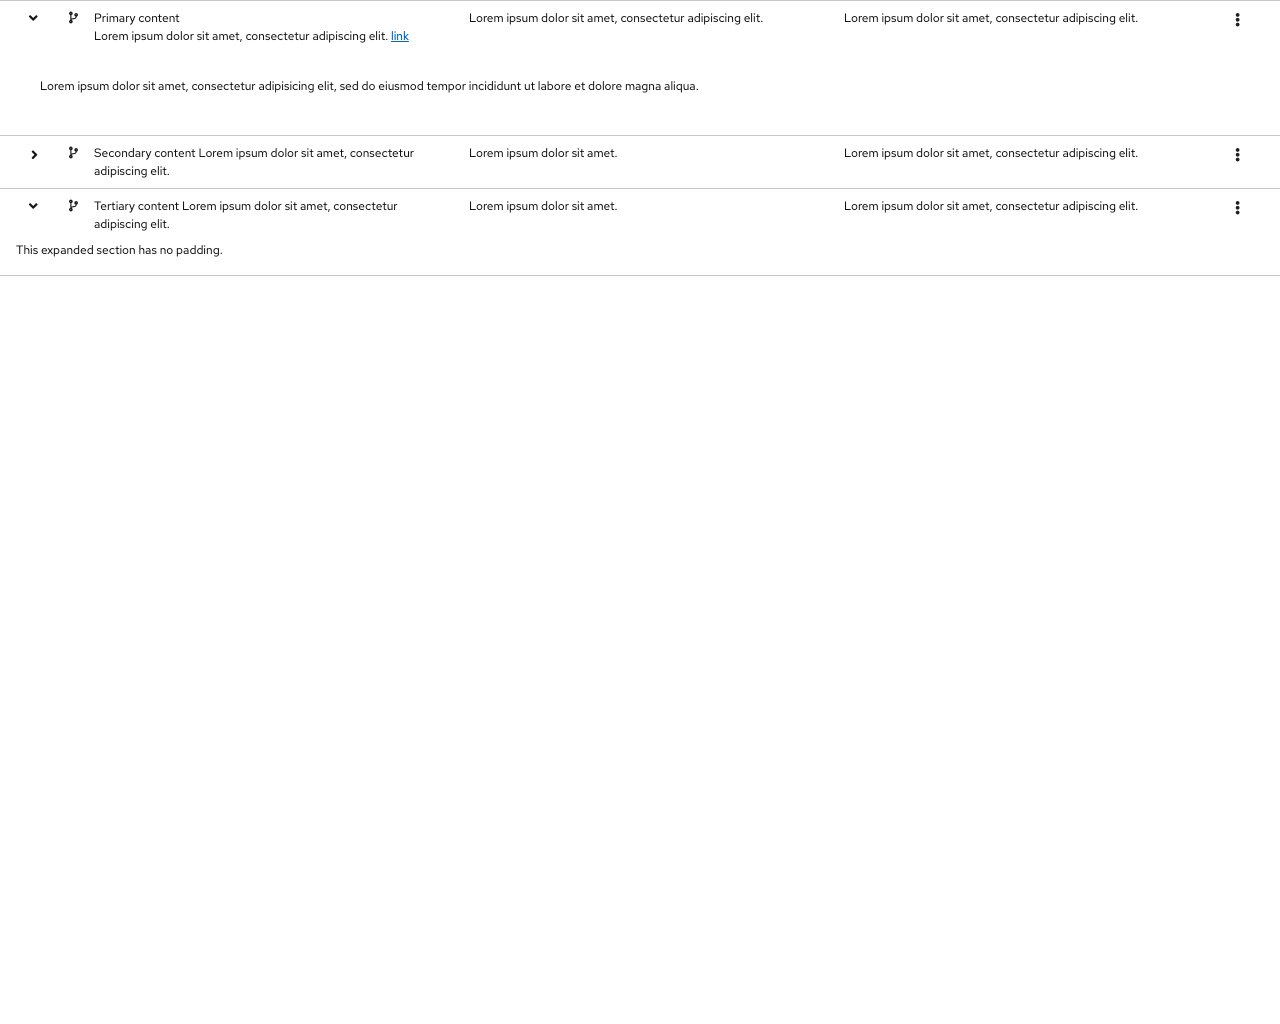 Primary content
Lorem ipsum dolor sit amet, consectetur adipiscing elit. link
Lorem ipsum dolor sit amet, consectetur adipiscing elit.
Lorem ipsum dolor sit amet, consectetur adipiscing elit.
Lorem ipsum dolor sit amet, consectetur adipisicing elit, sed do eiusmod tempor incididunt ut labore et dolore magna aliqua.
Secondary content Lorem ipsum dolor sit amet, consectetur
adipiscing elit.
Lorem ipsum dolor sit amet.
Lorem ipsum dolor sit amet, consectetur adipiscing elit.
Tertiary content Lorem ipsum dolor sit amet, consectetur
adipiscing elit.
Lorem ipsum dolor sit amet.
Lorem ipsum dolor sit amet, consectetur adipiscing elit.
This expanded section has no padding.